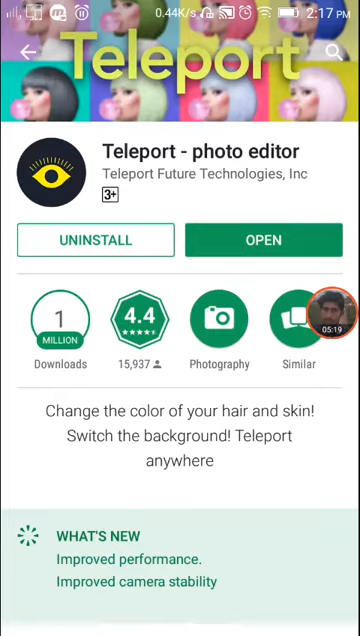 0.44K/s 2:17 PM
Teleport
Teleport - photo editor
Teleport Future Technologies, Inc
3+
UNINSTALL
OPEN
1
MILLION
4.4
05:19
Downloads
15,937
Photography
Similar
Change the color of your hair and skin!
Switch the background! Teleport
anywhere
WHAT'S NEW
Improved performance.
Improved camera stability